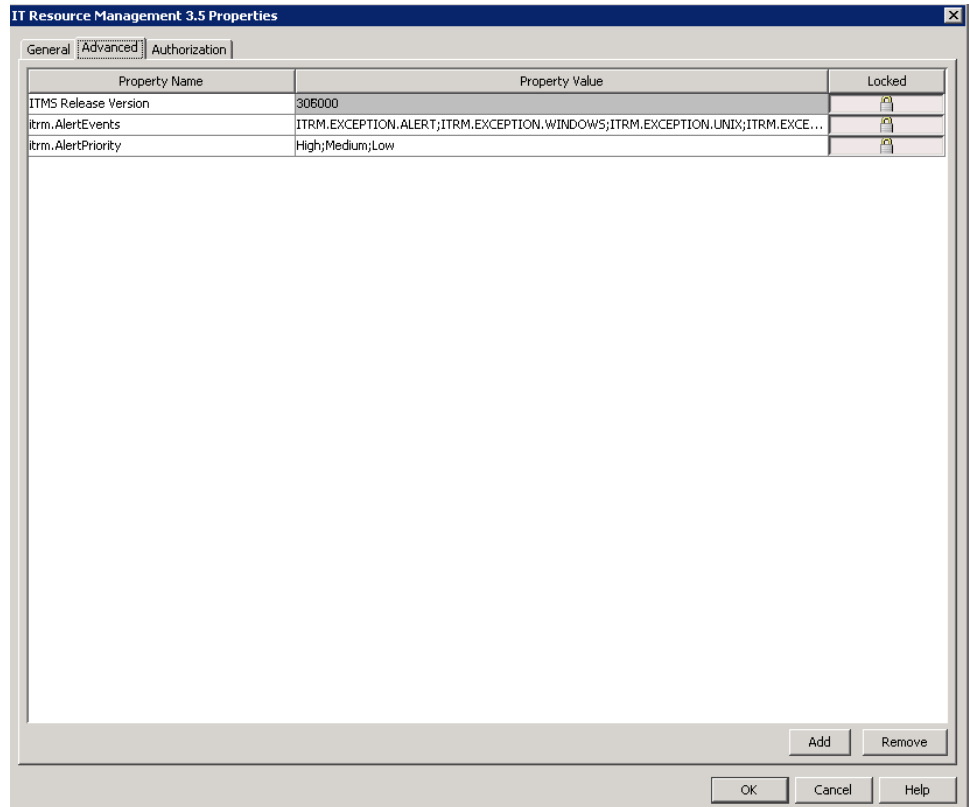 IT Resource Management 3.5 Properties
General Advanced Authorization
Property Name Property Value Locked
ITMS Release Version 305000
itrm.AlertEvents ITRM.EXCEPTION.ALERT;ITRM.EXCEPTION.WINDOWS;ITRM.EXCEPTION.UNIX;ITRM.EXCE...
itrm.AlertPriority High;Medium;Low
Add Remove
OK Cancel Help